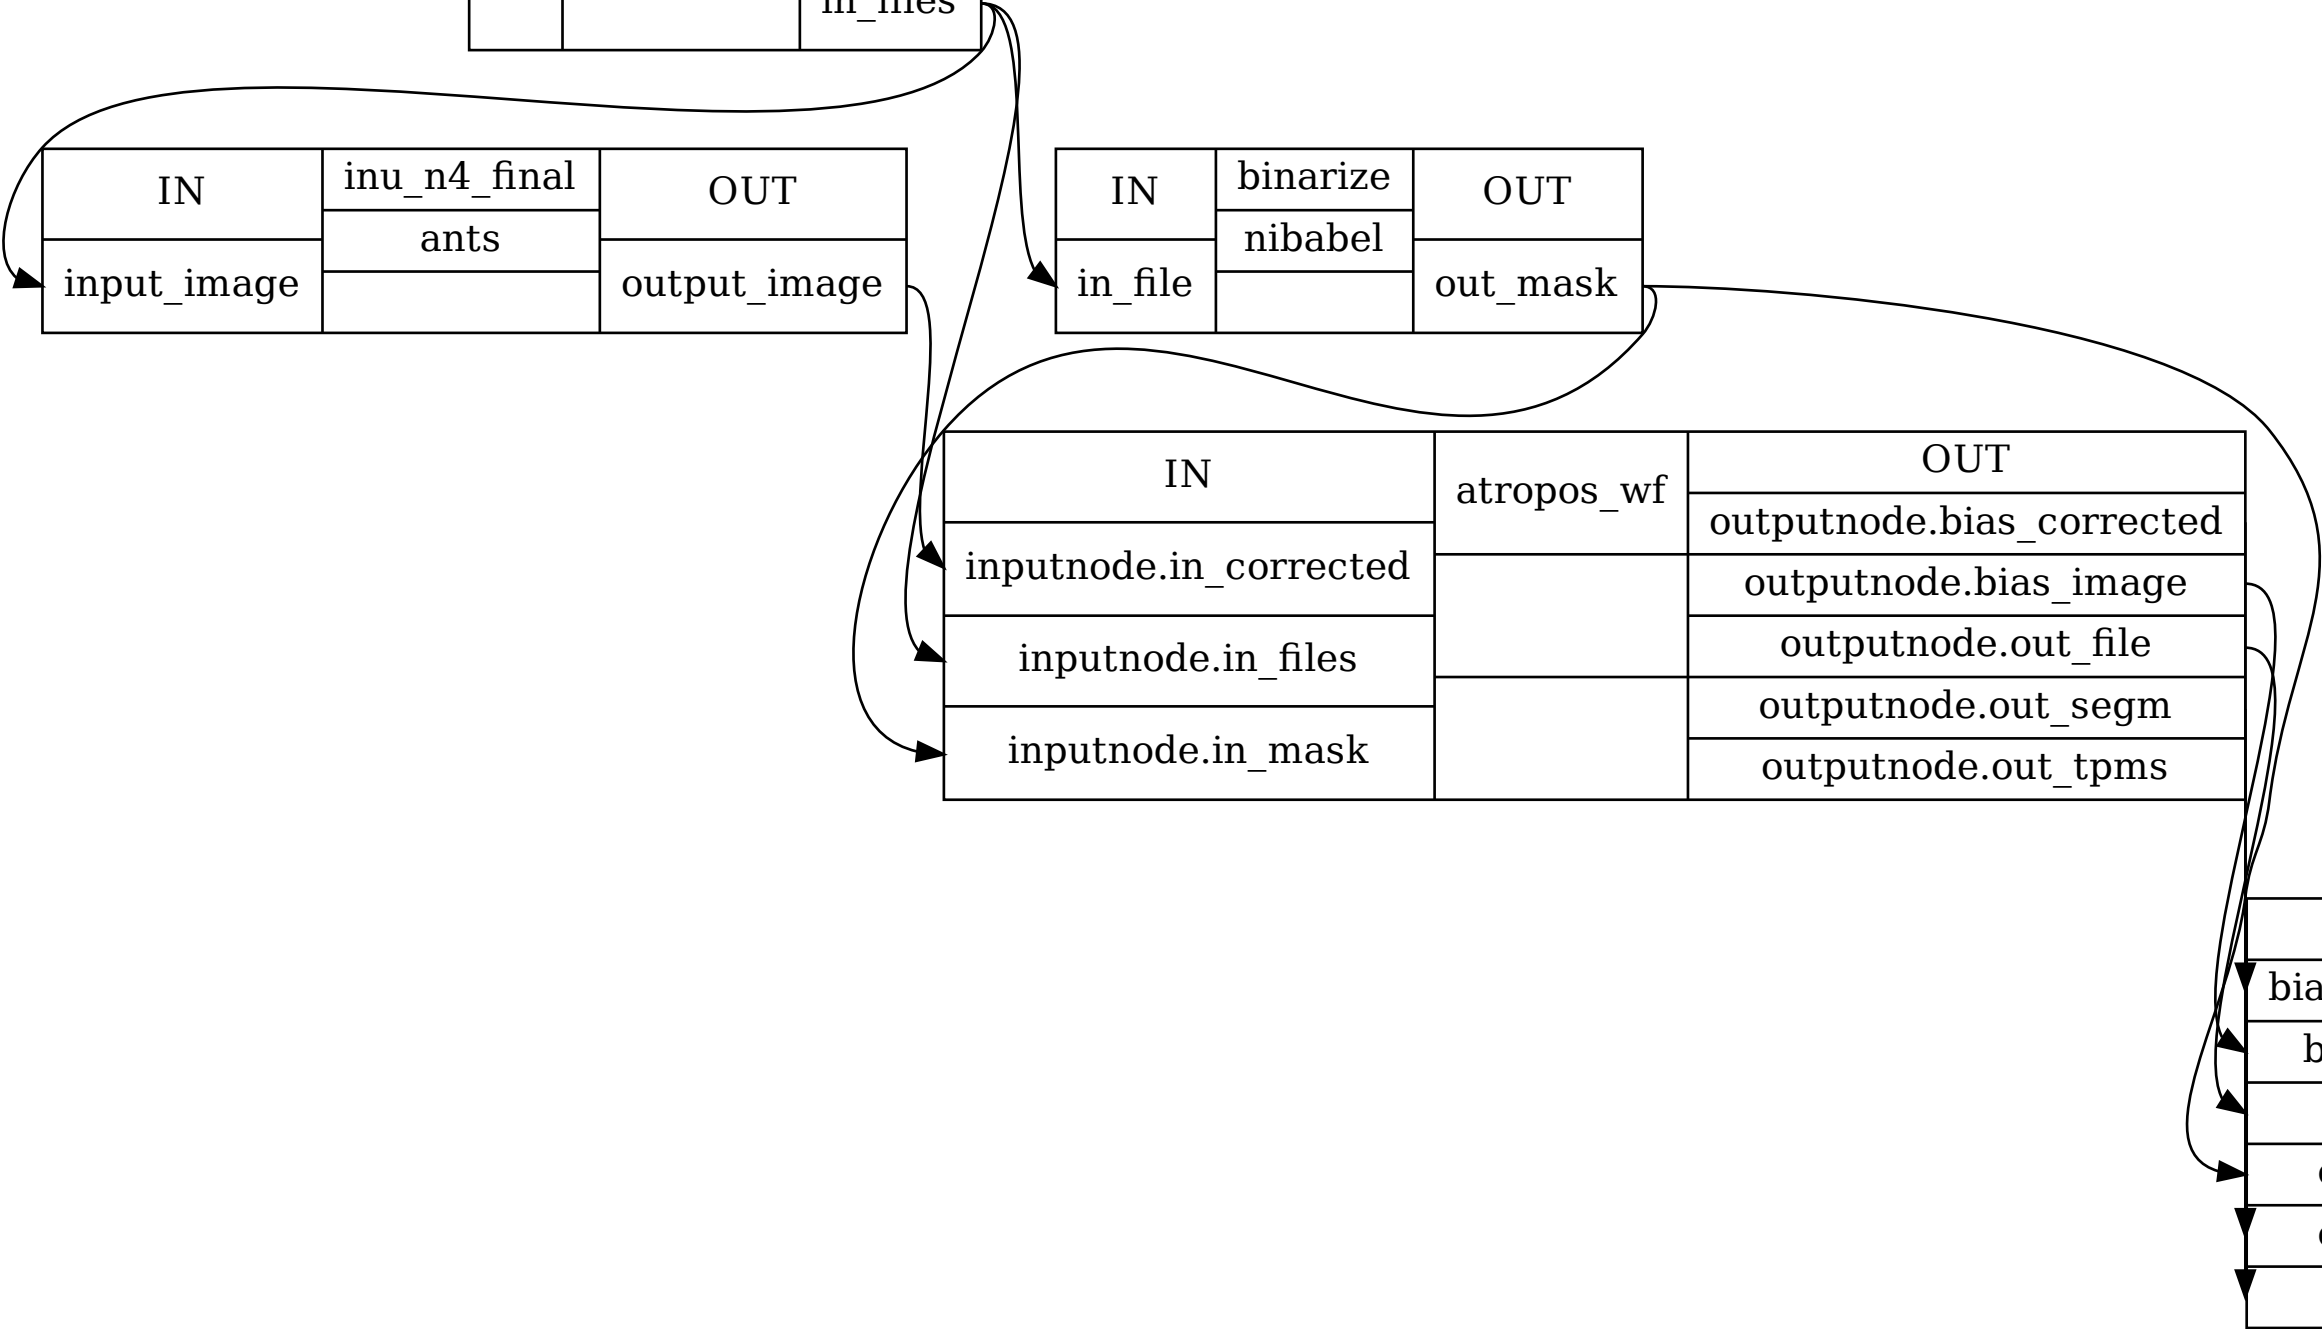 in_files
IN
inu_n4_final
OUT
ants
input_image
output_image
IN
binarize
OUT
nibabel
in_file
out_mask
IN
atropos_wf
OUT
outputnode.bias_corrected
inputnode.in_corrected
outputnode.bias_image
outputnode.out_file
inputnode.in_files
outputnode.out_segm
inputnode.in_mask
outputnode.out_tpms
bia
b